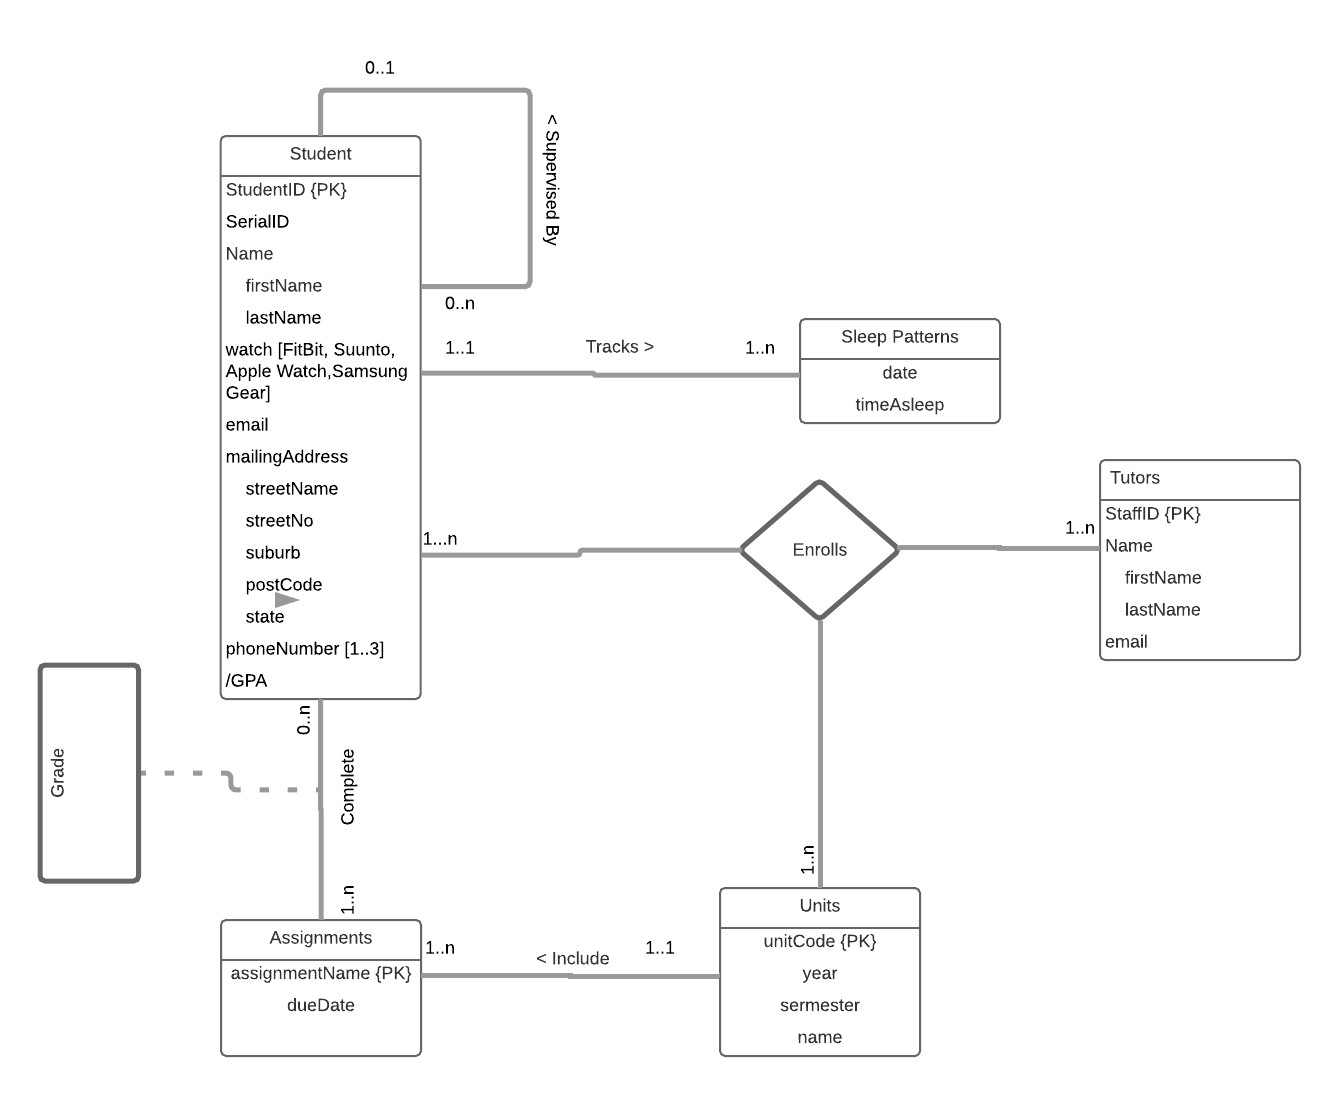 0..1
< Supervised By
Student
StudentID {PK}
SerialID
Name
firstName
lastName
watch [FitBit, Suunto,
Apple Watch,Samsung
Gear]
email
mailingAddress
streetName
streetNo
suburb
postCode
state
phoneNumber [1..3]
/GPA
0..n
1..1
Tracks >
1..n
Sleep Patterns
date
timeAsleep
1...n
Enrolls
1..n
Tutors
StaffID {PK}
Name
firstName
lastName
email
0..n
Complete
Grade
1..n
1..n
Assignments
assignmentName {PK}
dueDate
1..n
< Include
1..1
Units
unitCode {PK}
year
sermester
name